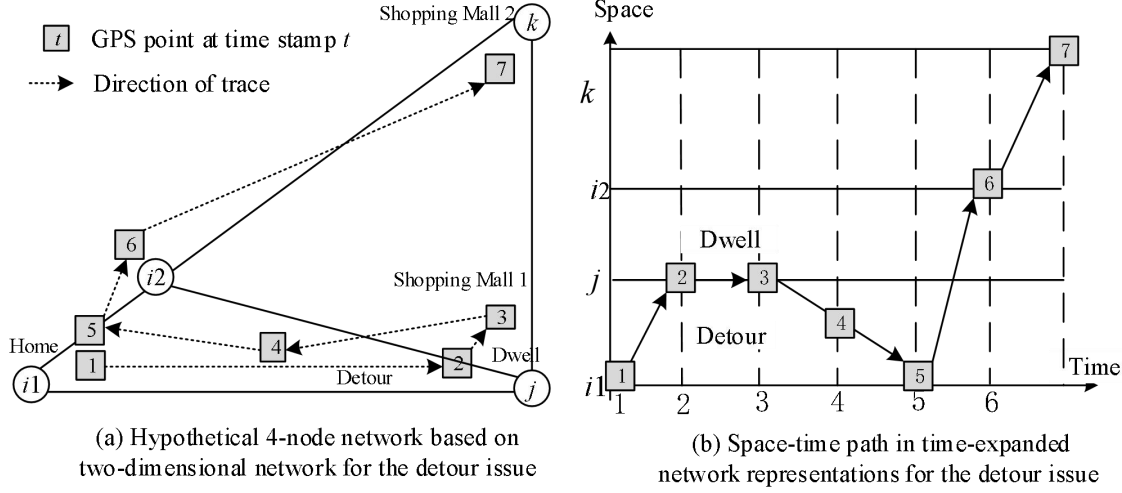 Shopping Mall 2
k
t GPS point at time stamp t
7
Direction of trace
6
i2
Shopping Mall 1
5
3
Home
4
1
2
Dwell
i1
Detour
j
(a) Hypothetical 4-node network based on
two-dimensional network for the detour issue
Space
7
k
i2
6
Dwell
j
2
3
4
Detour
Time
i1
1
5
1
2
3
4
5
6
(b) Space-time path in time-expanded
network representations for the detour issue